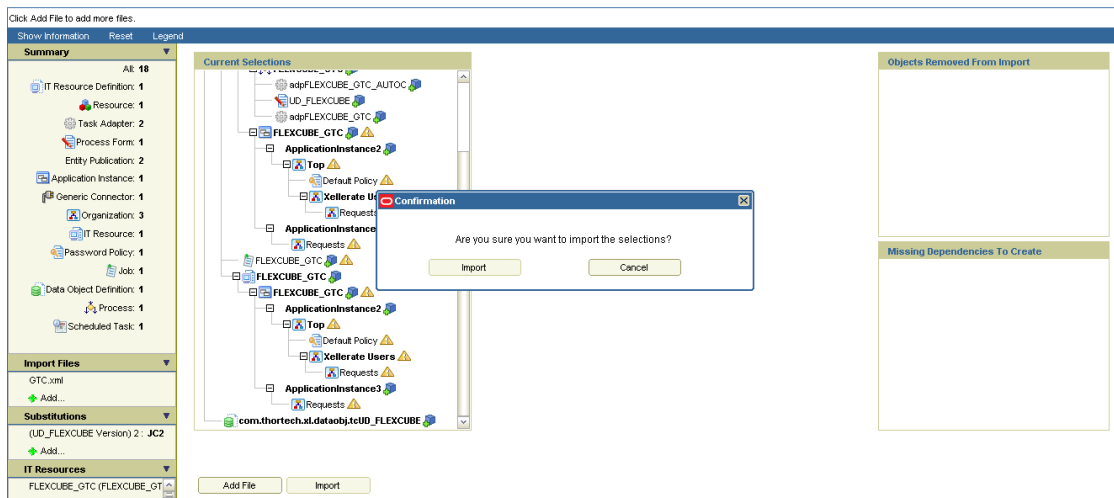 Click Add File to add more files.
Show Information Reset Legend
Summary
All: 18
IT Resource Definition: 1
Resource: 1
Task Adapter: 2
Process Form: 1
Entity Publication: 2
Application Instance: 1
Generic Connector: 1
Organization: 3
IT Resource: 1
Password Policy: 1
Job: 1
Data Object Definition: 1
Process: 1
Scheduled Task: 1
Import Files
GTC.xml
Add...
Substitutions
(UD_FLEXCUBE Version) 2 : JC2
Add...
IT Resources
FLEXCUBE_GTC (FLEXCUBE_GT
Current Selections
FLEXCUBE_GTC
adpFLEXCUBE_GTC_AUTOC
UD_FLEXCUBE
adpFLEXCUBE_GTC
FLEXCUBE_GTC
ApplicationInstance2
Top
Default Policy
Xellerate Us
Requests
ApplicationInstance
Requests
FLEXCUBE_GTC
FLEXCUBE_GTC
FLEXCUBE_GTC
ApplicationInstance2
Top
Default Policy
Xellerate Users
Requests
ApplicationInstance3
Requests
com.thortech.xl.dataobj.tcUD_FLEXCUBE
Confirmation
Are you sure you want to import the selections?
Import Cancel
Add File Import
Objects Removed From Import
Missing Dependencies To Create